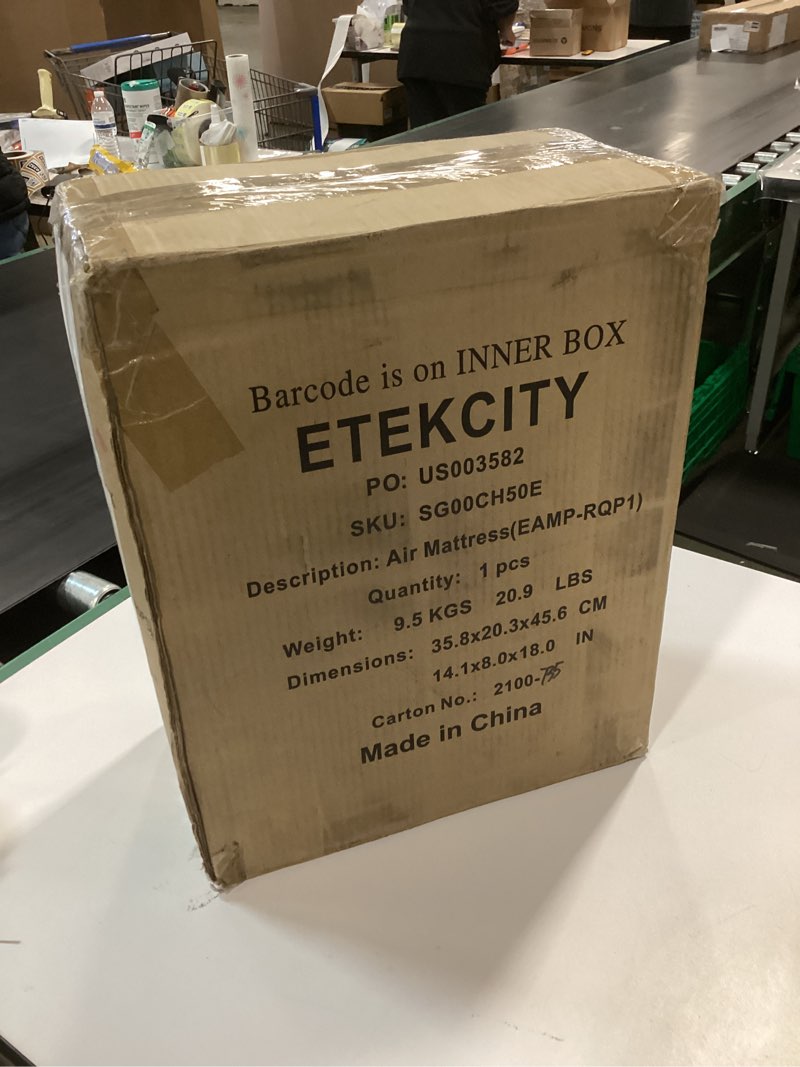 Barcode is on INNER BOX
ETEKCITY
PO: US003582
SKU: SG00CH50E
Description: Air Mattress(EAMP-RQP1)
Quantity: 1 pcs
Weight: 9.5 KGS 20.9 LBS
Dimensions: 35.8x20.3x45.6 CM
14.1x8.0x18.0 IN
Carton No.: 2100-735
Made in China